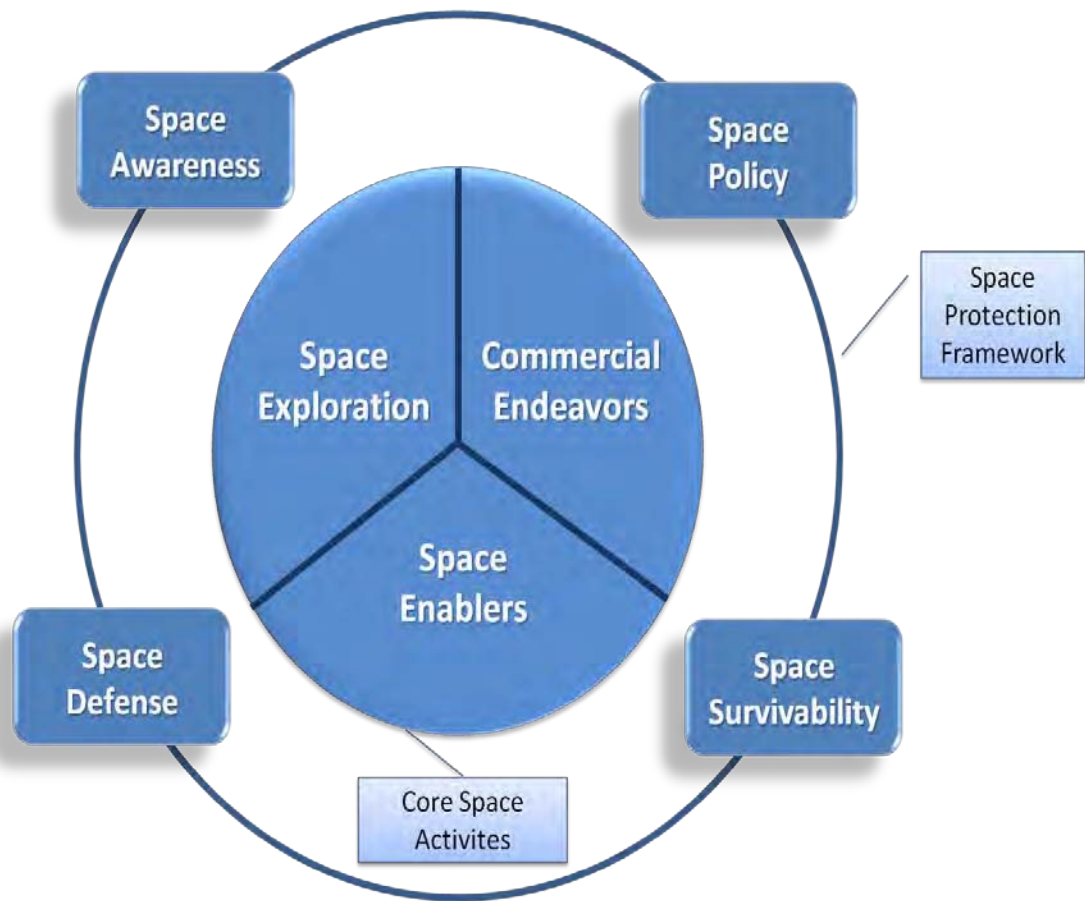 Space
Awareness
Space
Policy
Space
Protection
Framework
Space
Exploration
Commercial
Endeavors
Space
Enablers
Space
Defense
Space
Survivability
Core Space
Activites